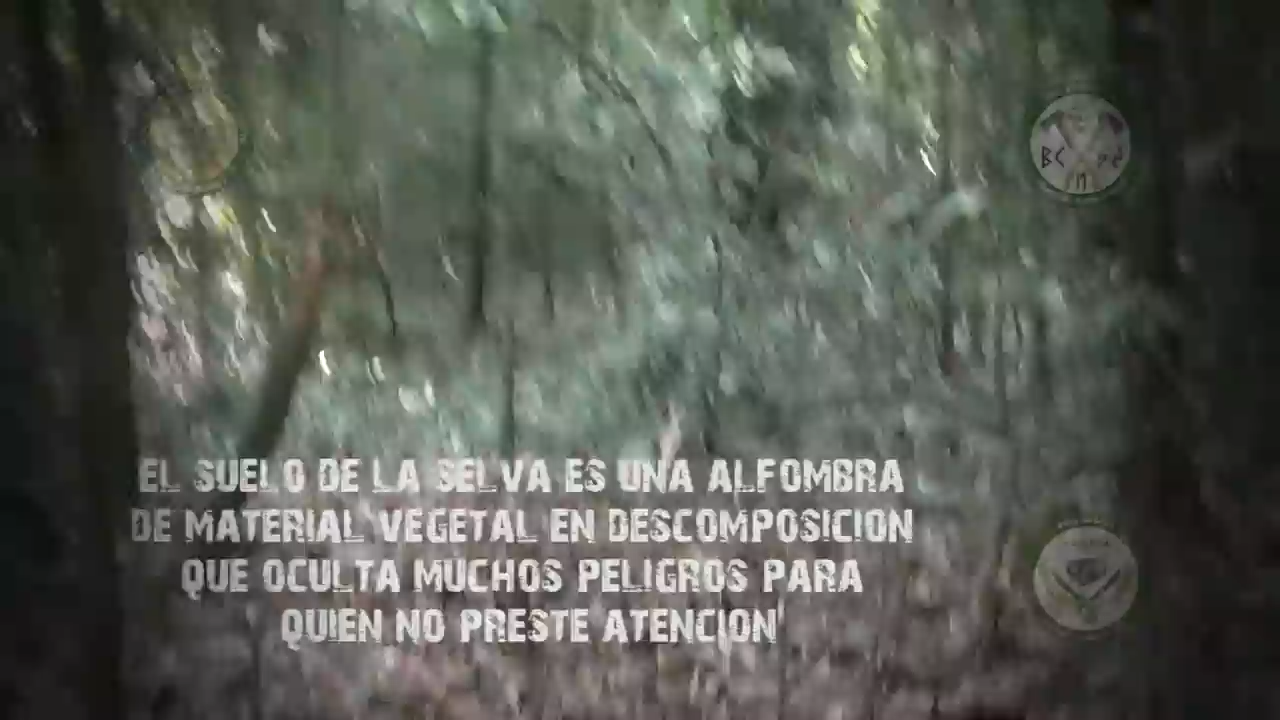 BC
n
EL SUELO DE LA SELVA ES UNA ALFOMBRA
DE MATERIAL VEGETAL EN DESCOMPOSICION
QUE OCULTA MUCHOS PELIGROS PARA
QUIEN NO PRESTE ATENCION